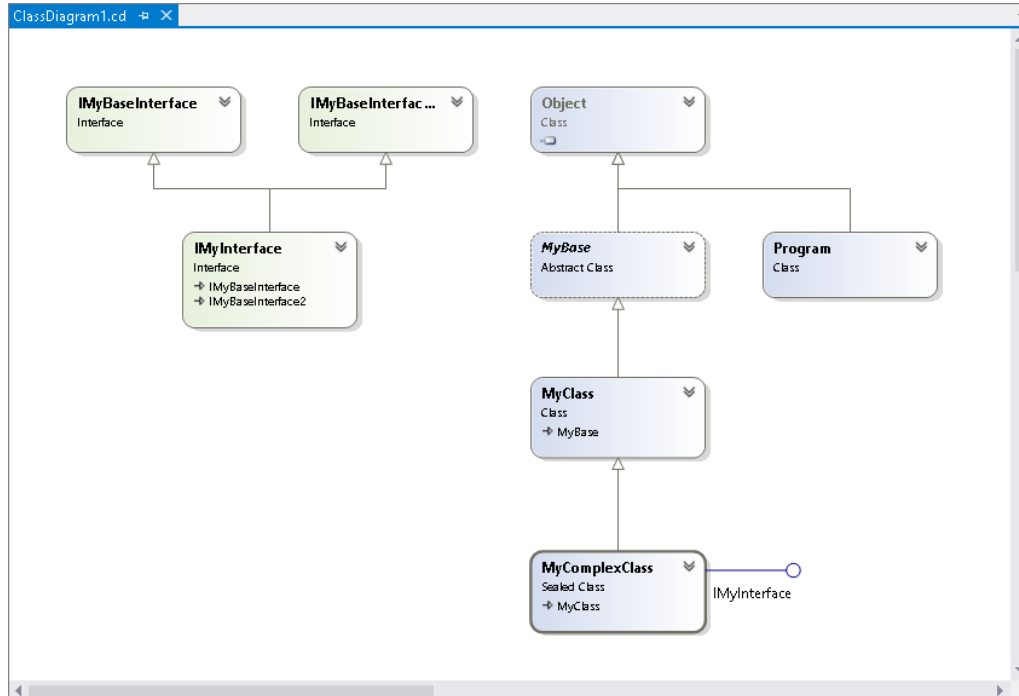 ClassDiagram1.cd
IMyBaseInterface
Interface
IMyBaseInterfac...
Interface
Object
Class
IMyInterface
Interface
IMyBaseInterface
IMyBaseInterface2
MyBase
Abstract Class
Program
Class
MyClass
Class
MyBase
MyComplexClass
Sealed Class
MyClass
IMyInterface